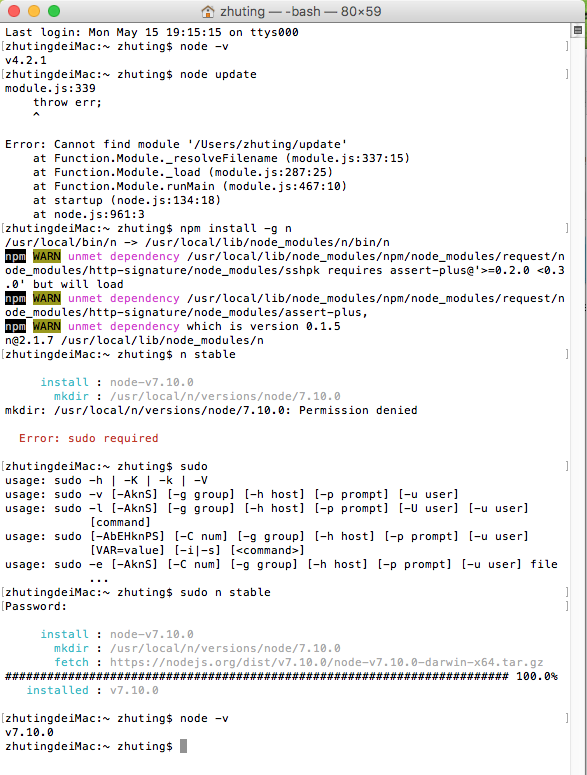 zhuting — -bash — 80×59
Last login: Mon May 15 19:15:15 on ttys000
[zhutingdeiMac:~ zhuting$ node -v ]
v4.2.1
[zhutingdeiMac:~ zhuting$ node update ]
module.js:339
    throw err;
    ^

Error: Cannot find module '/Users/zhuting/update'
    at Function.Module._resolveFilename (module.js:337:15)
    at Function.Module._load (module.js:287:25)
    at Function.Module.runMain (module.js:467:10)
    at startup (node.js:134:18)
    at node.js:961:3
[zhutingdeiMac:~ zhuting$ npm install -g n ]
/usr/local/bin/n -> /usr/local/lib/node_modules/n/bin/n
npm WARN unmet dependency /usr/local/lib/node_modules/npm/node_modules/request/n
ode_modules/http-signature/node_modules/sshpk requires assert-plus@'>=0.2.0 <0.3
.0' but will load
npm WARN unmet dependency /usr/local/lib/node_modules/npm/node_modules/request/n
ode_modules/http-signature/node_modules/assert-plus,
npm WARN unmet dependency which is version 0.1.5
n@2.1.7 /usr/local/lib/node_modules/n
[zhutingdeiMac:~ zhuting$ n stable ]

     install : node-v7.10.0
       mkdir : /usr/local/n/versions/node/7.10.0
mkdir: /usr/local/n/versions/node/7.10.0: Permission denied

  Error: sudo required

[zhutingdeiMac:~ zhuting$ sudo ]
usage: sudo -h | -K | -k | -V
usage: sudo -v [-AknS] [-g group] [-h host] [-p prompt] [-u user]
usage: sudo -l [-AknS] [-g group] [-h host] [-p prompt] [-U user] [-u user]
            [command]
usage: sudo [-AbEHknPS] [-C num] [-g group] [-h host] [-p prompt] [-u user]
            [VAR=value] [-i|-s] [<command>]
usage: sudo -e [-AknS] [-C num] [-g group] [-h host] [-p prompt] [-u user] file
            ...
[zhutingdeiMac:~ zhuting$ sudo n stable ]
[Password: ]

     install : node-v7.10.0
       mkdir : /usr/local/n/versions/node/7.10.0
       fetch : https://nodejs.org/dist/v7.10.0/node-v7.10.0-darwin-x64.tar.gz
######################################################################## 100.0%
   installed : v7.10.0

[zhutingdeiMac:~ zhuting$ node -v ]
v7.10.0
zhutingdeiMac:~ zhuting$